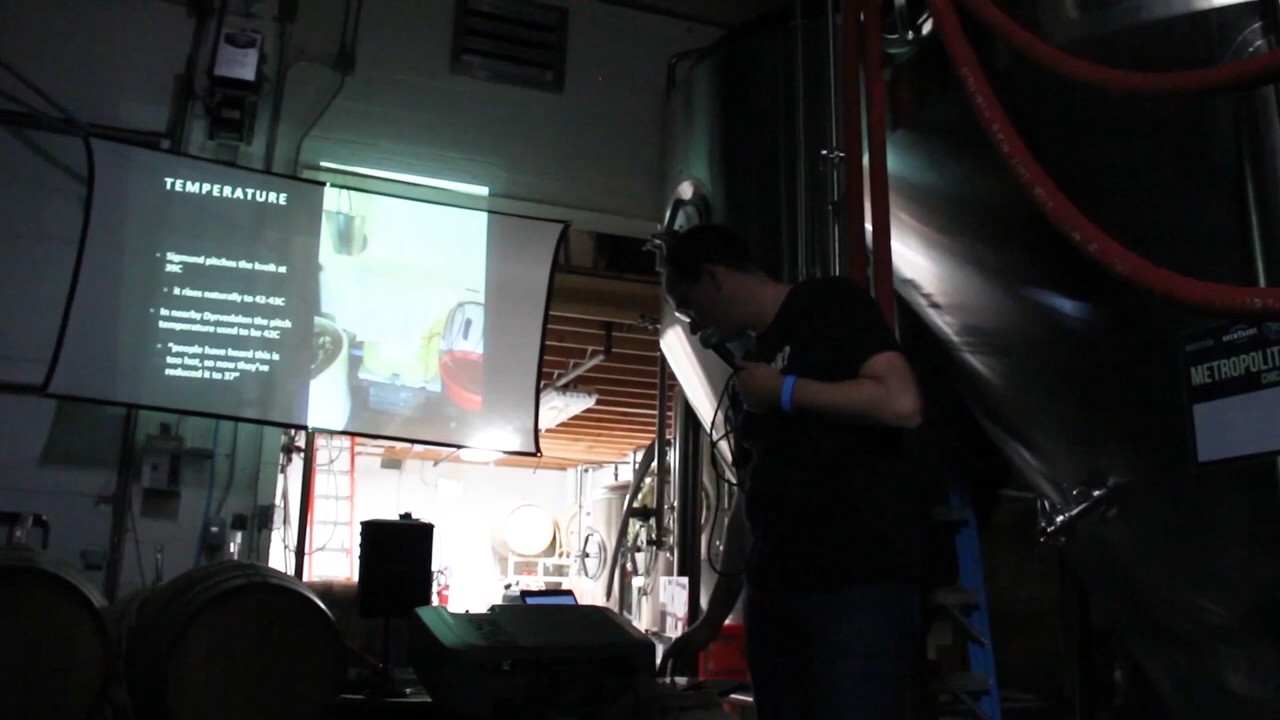 TEMPERATURE
Sigmund pitches the kveik at
39C
it rises naturally to 42-43C
In nearby Dyrvedalen the pitch
temperature used to be 42C
"people have heard this is
too hot, so now they've
reduced it to 37"
METROPOLIT
CHIC